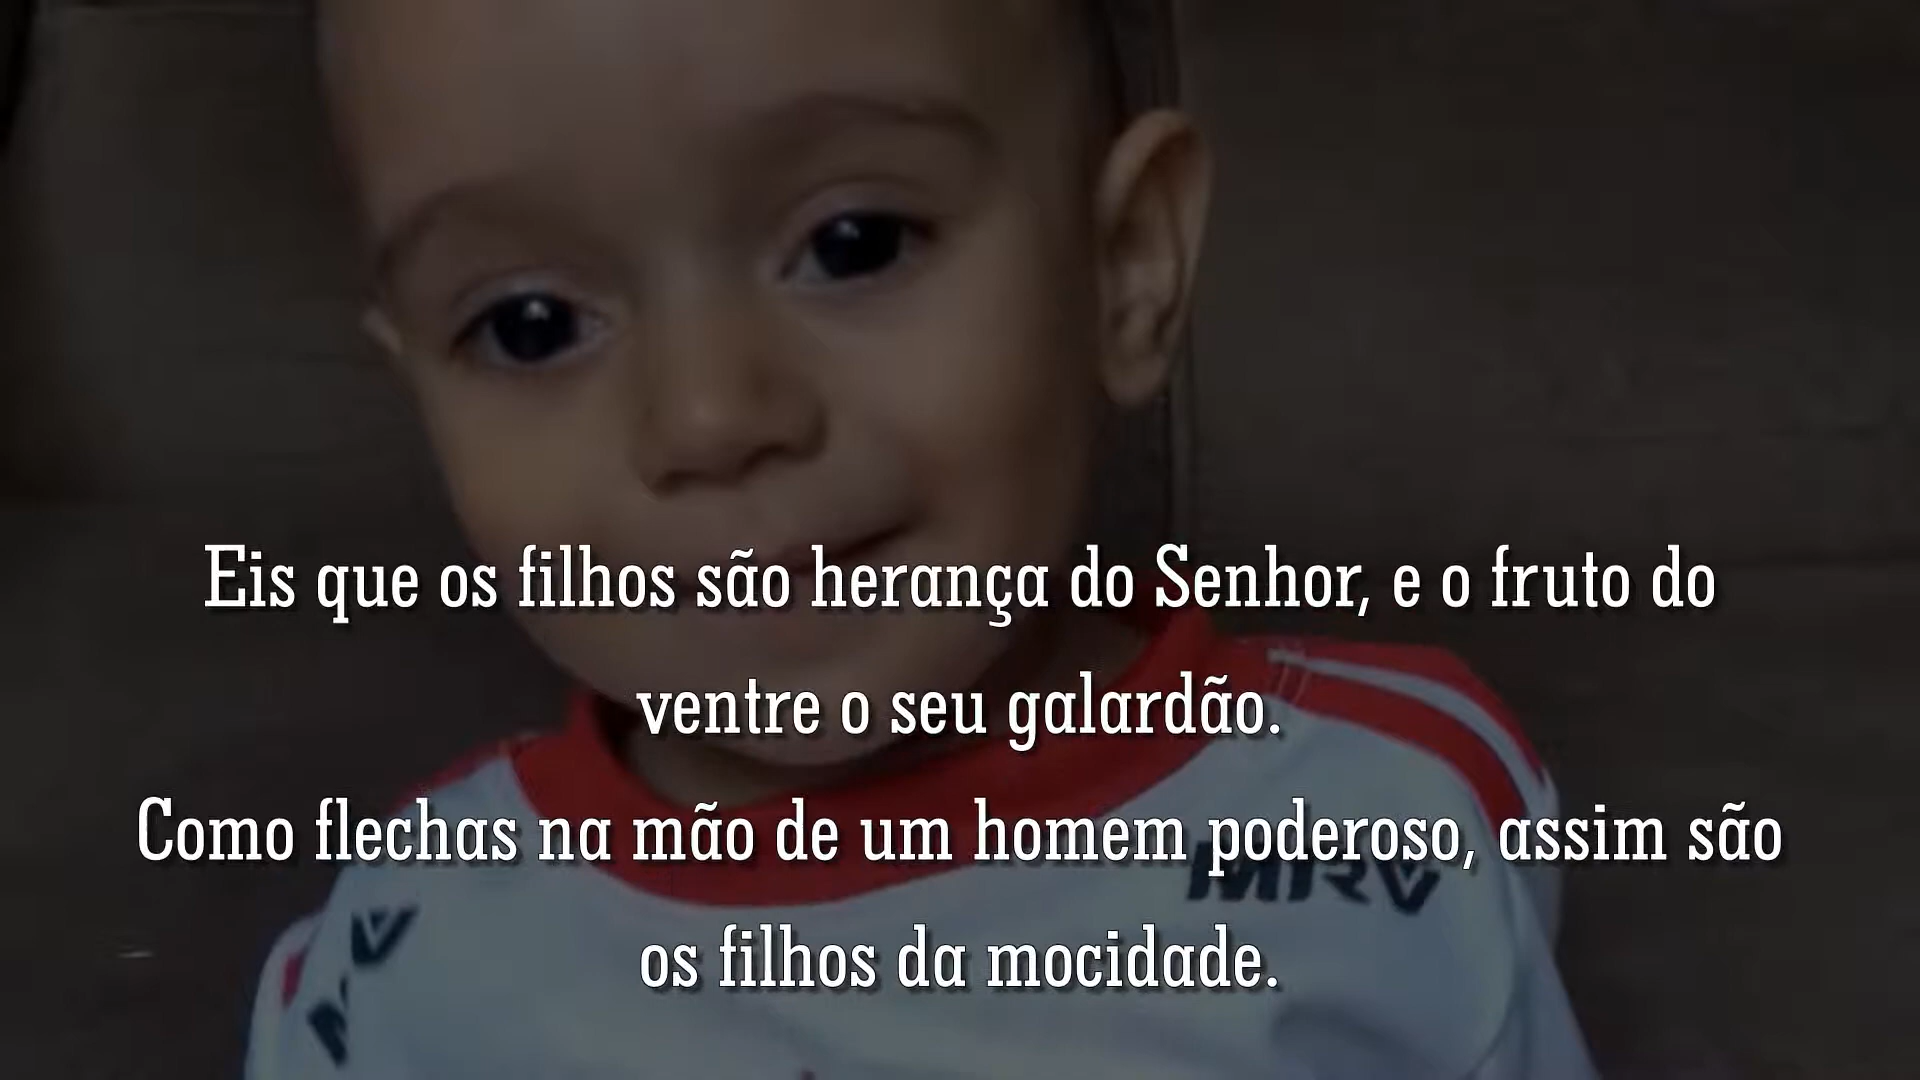 Eis que os filhos são herança do Senhor, e o fruto do
ventre o seu galardão.
Como flechas na mão de um homem poderoso, assim são
os filhos da mocidade.
MRV